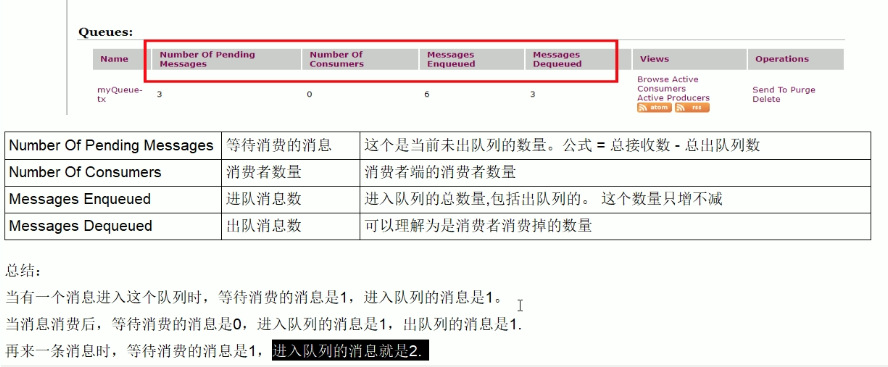 Queues:
Name Number Of Pending Messages Number Of Consumers Messages Enqueued Messages Dequeued Views Operations
myQueue-tx 3 0 6 3 Browse Active Consumers Active Producers atom rss Send To Purge Delete
Number Of Pending Messages 等待消费的消息 这个是当前未出队列的数量。公式 = 总接收数 - 总出队列数
Number Of Consumers 消费者数量 消费者端的消费者数量
Messages Enqueued 进队消息数 进入队列的总数量,包括出队列的。 这个数量只增不减
Messages Dequeued 出队消息数 可以理解为是消费者消费掉的数量
总结：
当有一个消息进入这个队列时，等待消费的消息是1，进入队列的消息是1。
当消息消费后，等待消费的消息是0，进入队列的消息是1，出队列的消息是1.
再来一条消息时，等待消费的消息是1，进入队列的消息就是2.